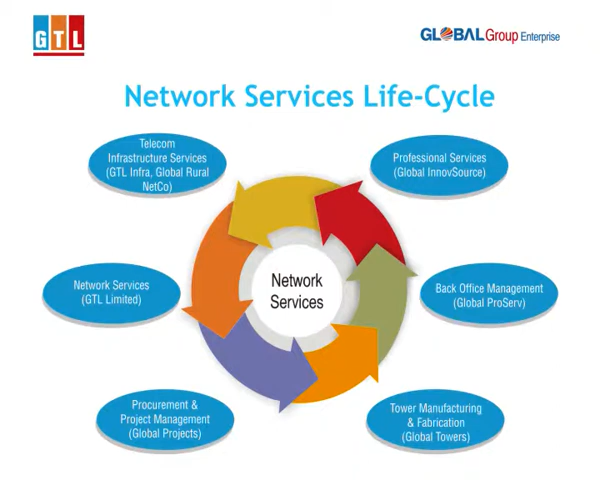 GTL
GLOBAL Group Enterprise
Network Services Life-Cycle
Telecom
Infrastructure Services
(GTL Infra, Global Rural
NetCo)
Professional Services
(Global InnovSource)
Network Services
(GTL Limited)
Network
Services
Back Office Management
(Global ProServ)
Procurement &
Project Management
(Global Projects)
Tower Manufacturing
& Fabrication
(Global Towers)